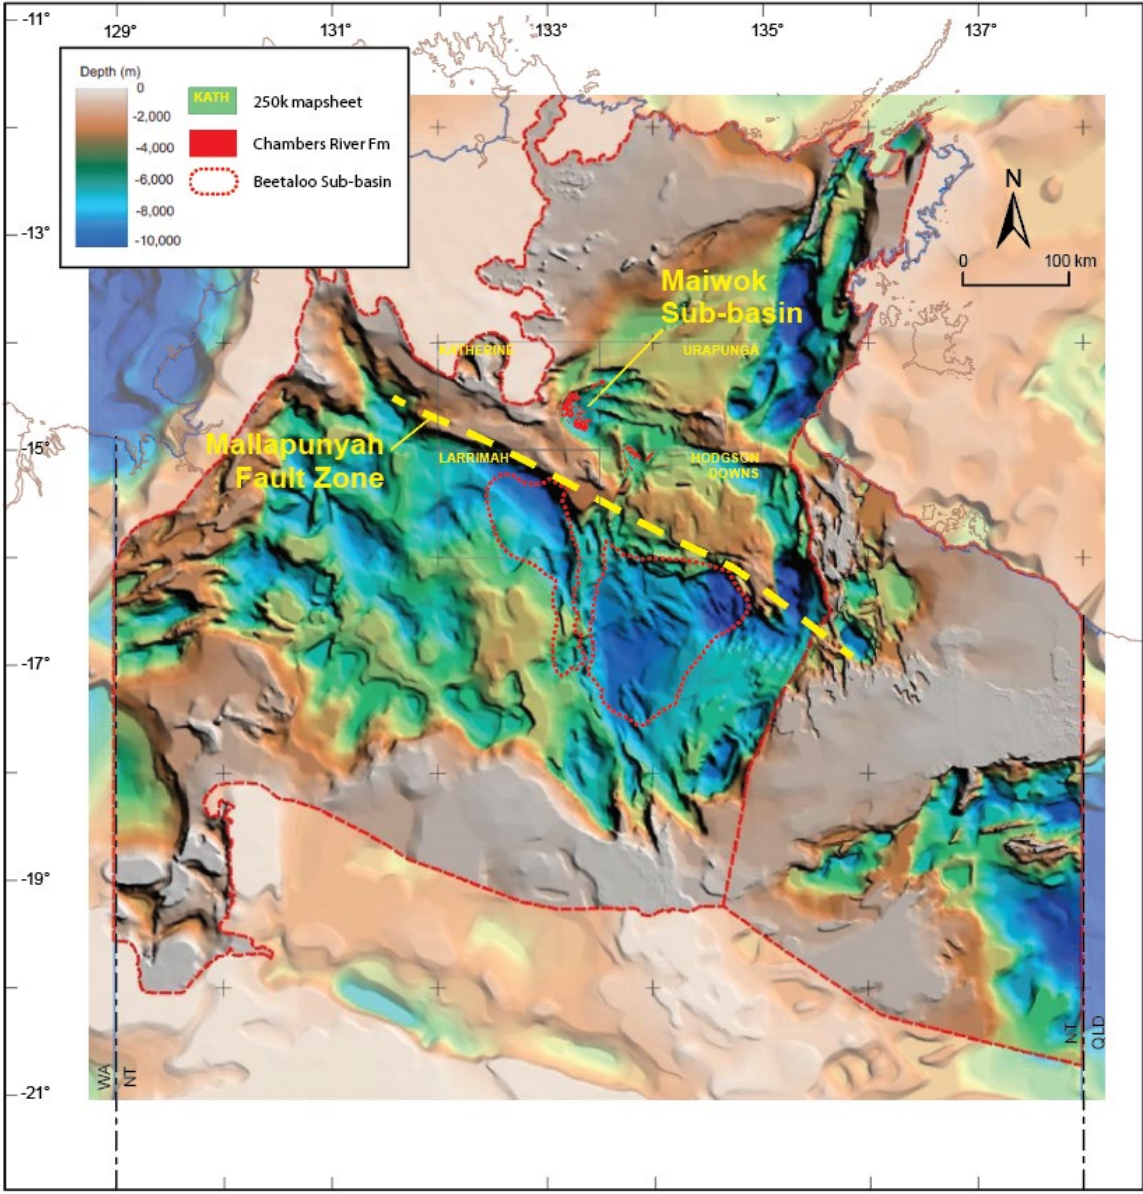 -11°
129°
131°
133°
135°
137°
Depth (m)
0
-2,000
-4,000
-6,000
-8,000
-10,000
KATH
250k mapsheet
Chambers River Fm
Beetaloo Sub-basin
N
0
100 km
-13°
Maiwok
Sub-basin
KATHERINE
URAPUNGA
Mallapunyah
Fault Zone
-15°
LARRIMAH
HODGSON
DOWNS
-17°
-19°
WA
NT
NT
QLD
-21°